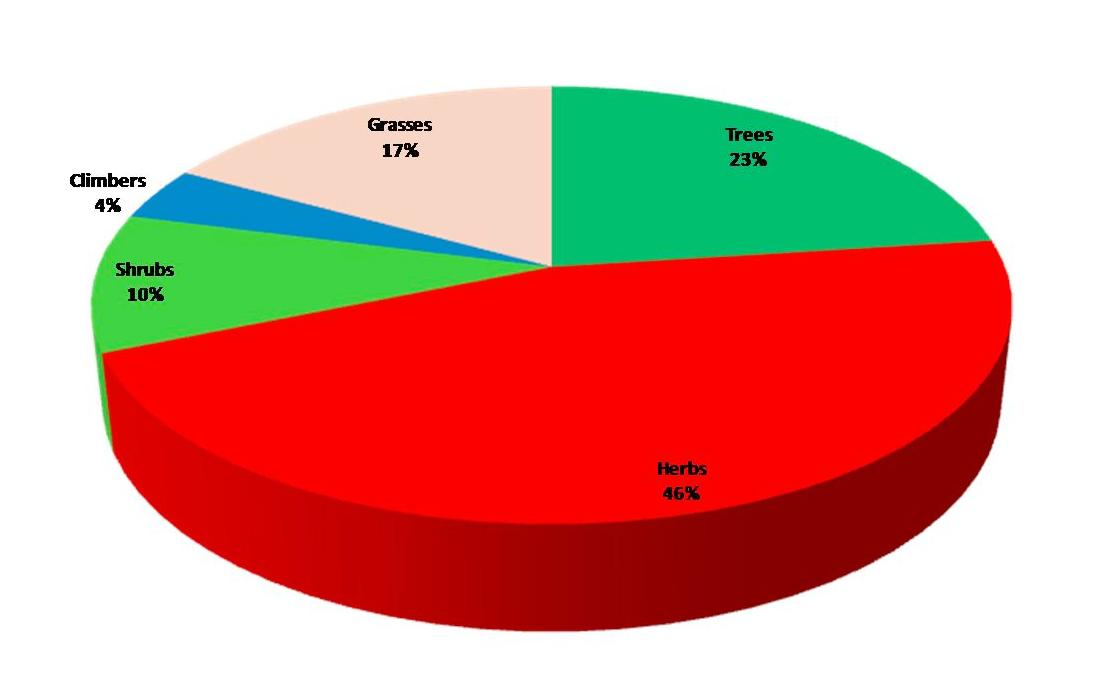 Grasses
17%
Trees
23%
Climbers
4%
Shrubs
10%
Herbs
46%